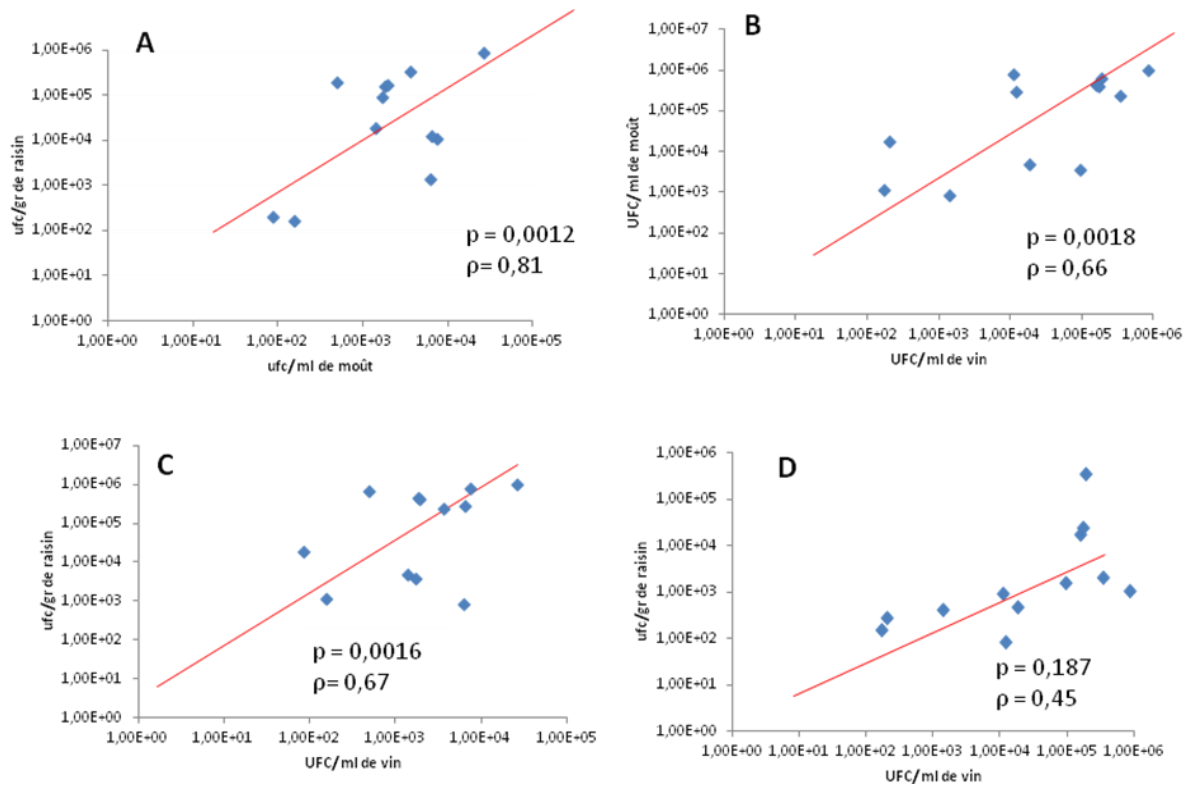 A
1,00E+06
1,00E+05
1,00E+04
1,00E+03
1,00E+02
1,00E+01
1,00E+00
ufc/gr de raisin
p = 0,0012
ρ= 0,81
1,00E+00 1,00E+01 1,00E+02 1,00E+03 1,00E+04 1,00E+05
ufc/ml de moût
B
1,00E+07
1,00E+06
1,00E+05
1,00E+04
1,00E+03
1,00E+02
1,00E+01
1,00E+00
UFC/ml de moût
p = 0,0018
ρ = 0,66
1,00E+00 1,00E+01 1,00E+02 1,00E+03 1,00E+04 1,00E+05 1,00E+06
UFC/ml de vin
C
1,00E+07
1,00E+06
1,00E+05
1,00E+04
1,00E+03
1,00E+02
1,00E+01
1,00E+00
ufc/gr de raisin
p = 0,0016
ρ= 0,67
1,00E+00 1,00E+01 1,00E+02 1,00E+03 1,00E+04 1,00E+05
UFC/ml de vin
D
1,00E+06
1,00E+05
1,00E+04
1,00E+03
1,00E+02
1,00E+01
1,00E+00
ufc/gr de raisin
p = 0,187
ρ = 0,45
1,00E+00 1,00E+01 1,00E+02 1,00E+03 1,00E+04 1,00E+05 1,00E+06
UFC/ml de vin